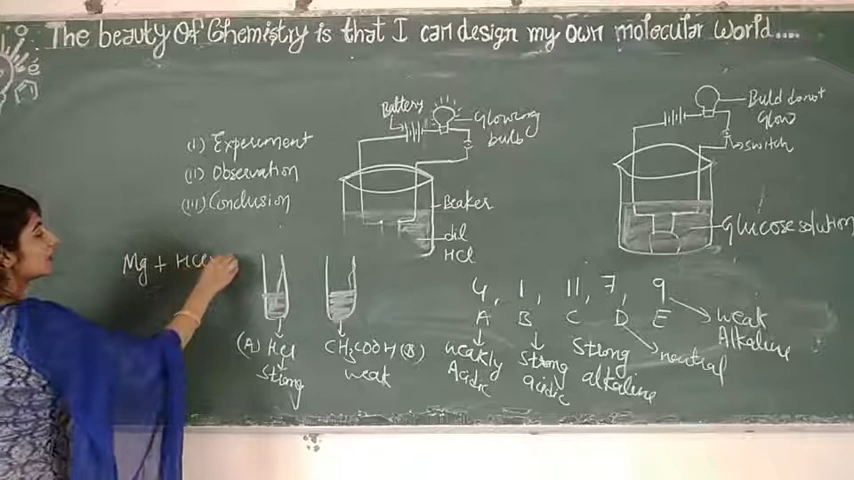 The beauty Of Chemistry is that I can design my own molecular world....
é
(i) Experiment
(ii) Observation
(iii) Conclusion
Battery
Glowing
bulb
Beaker
dil
HCl
Buld donot
glow
switch
Glucose solution
Mg + HCl
(A) HCl
strong
CH3COOH (B)
weak
4, 1, 11, 7, 9
A B C D E
weakly
Acidic
strong
acidic
Strong
alkaline
neutral
weak
Alkaline